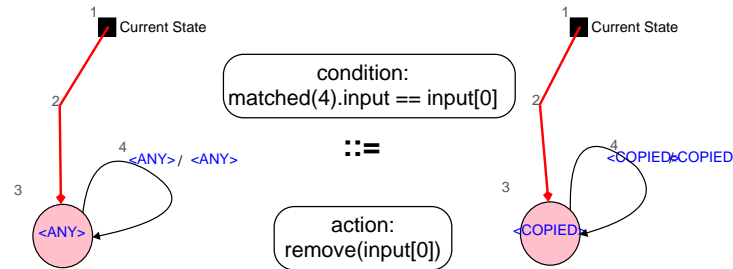 1
Current State
2
4
<ANY> / <ANY>
3
<ANY>
condition:
matched(4).input == input[0]
::=
action:
remove(input[0])
1
Current State
2
4
<COPIED>/<COPIED
3
<COPIED>